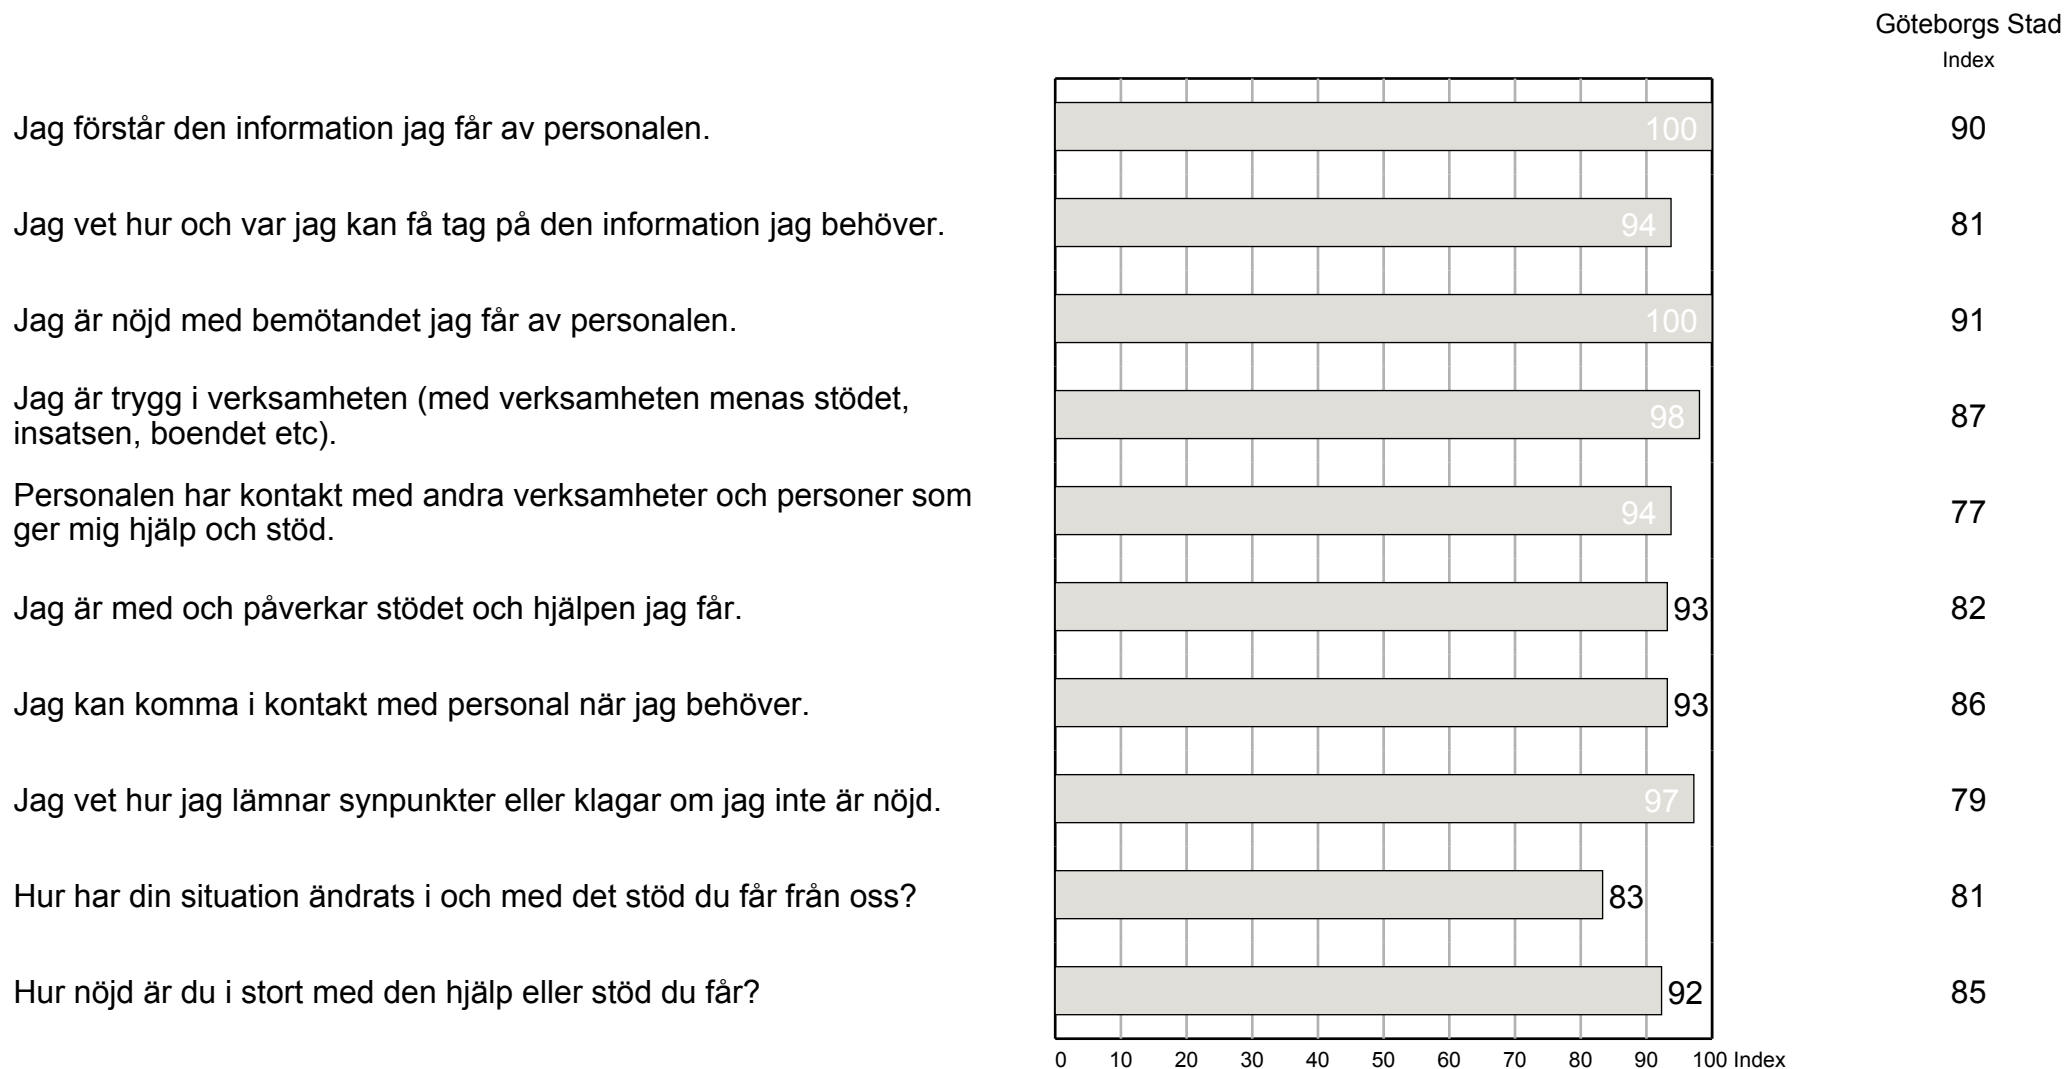 Göteborgs Stad
Index
Jag förstår den information jag får av personalen. 100 90
Jag vet hur och var jag kan få tag på den information jag behöver. 94 81
Jag är nöjd med bemötandet jag får av personalen. 100 91
Jag är trygg i verksamheten (med verksamheten menas stödet,
insatsen, boendet etc). 98 87
Personalen har kontakt med andra verksamheter och personer som
ger mig hjälp och stöd. 94 77
Jag är med och påverkar stödet och hjälpen jag får. 93 82
Jag kan komma i kontakt med personal när jag behöver. 93 86
Jag vet hur jag lämnar synpunkter eller klagar om jag inte är nöjd. 97 79
Hur har din situation ändrats i och med det stöd du får från oss? 83 81
Hur nöjd är du i stort med den hjälp eller stöd du får? 92 85
0 10 20 30 40 50 60 70 80 90 100 Index